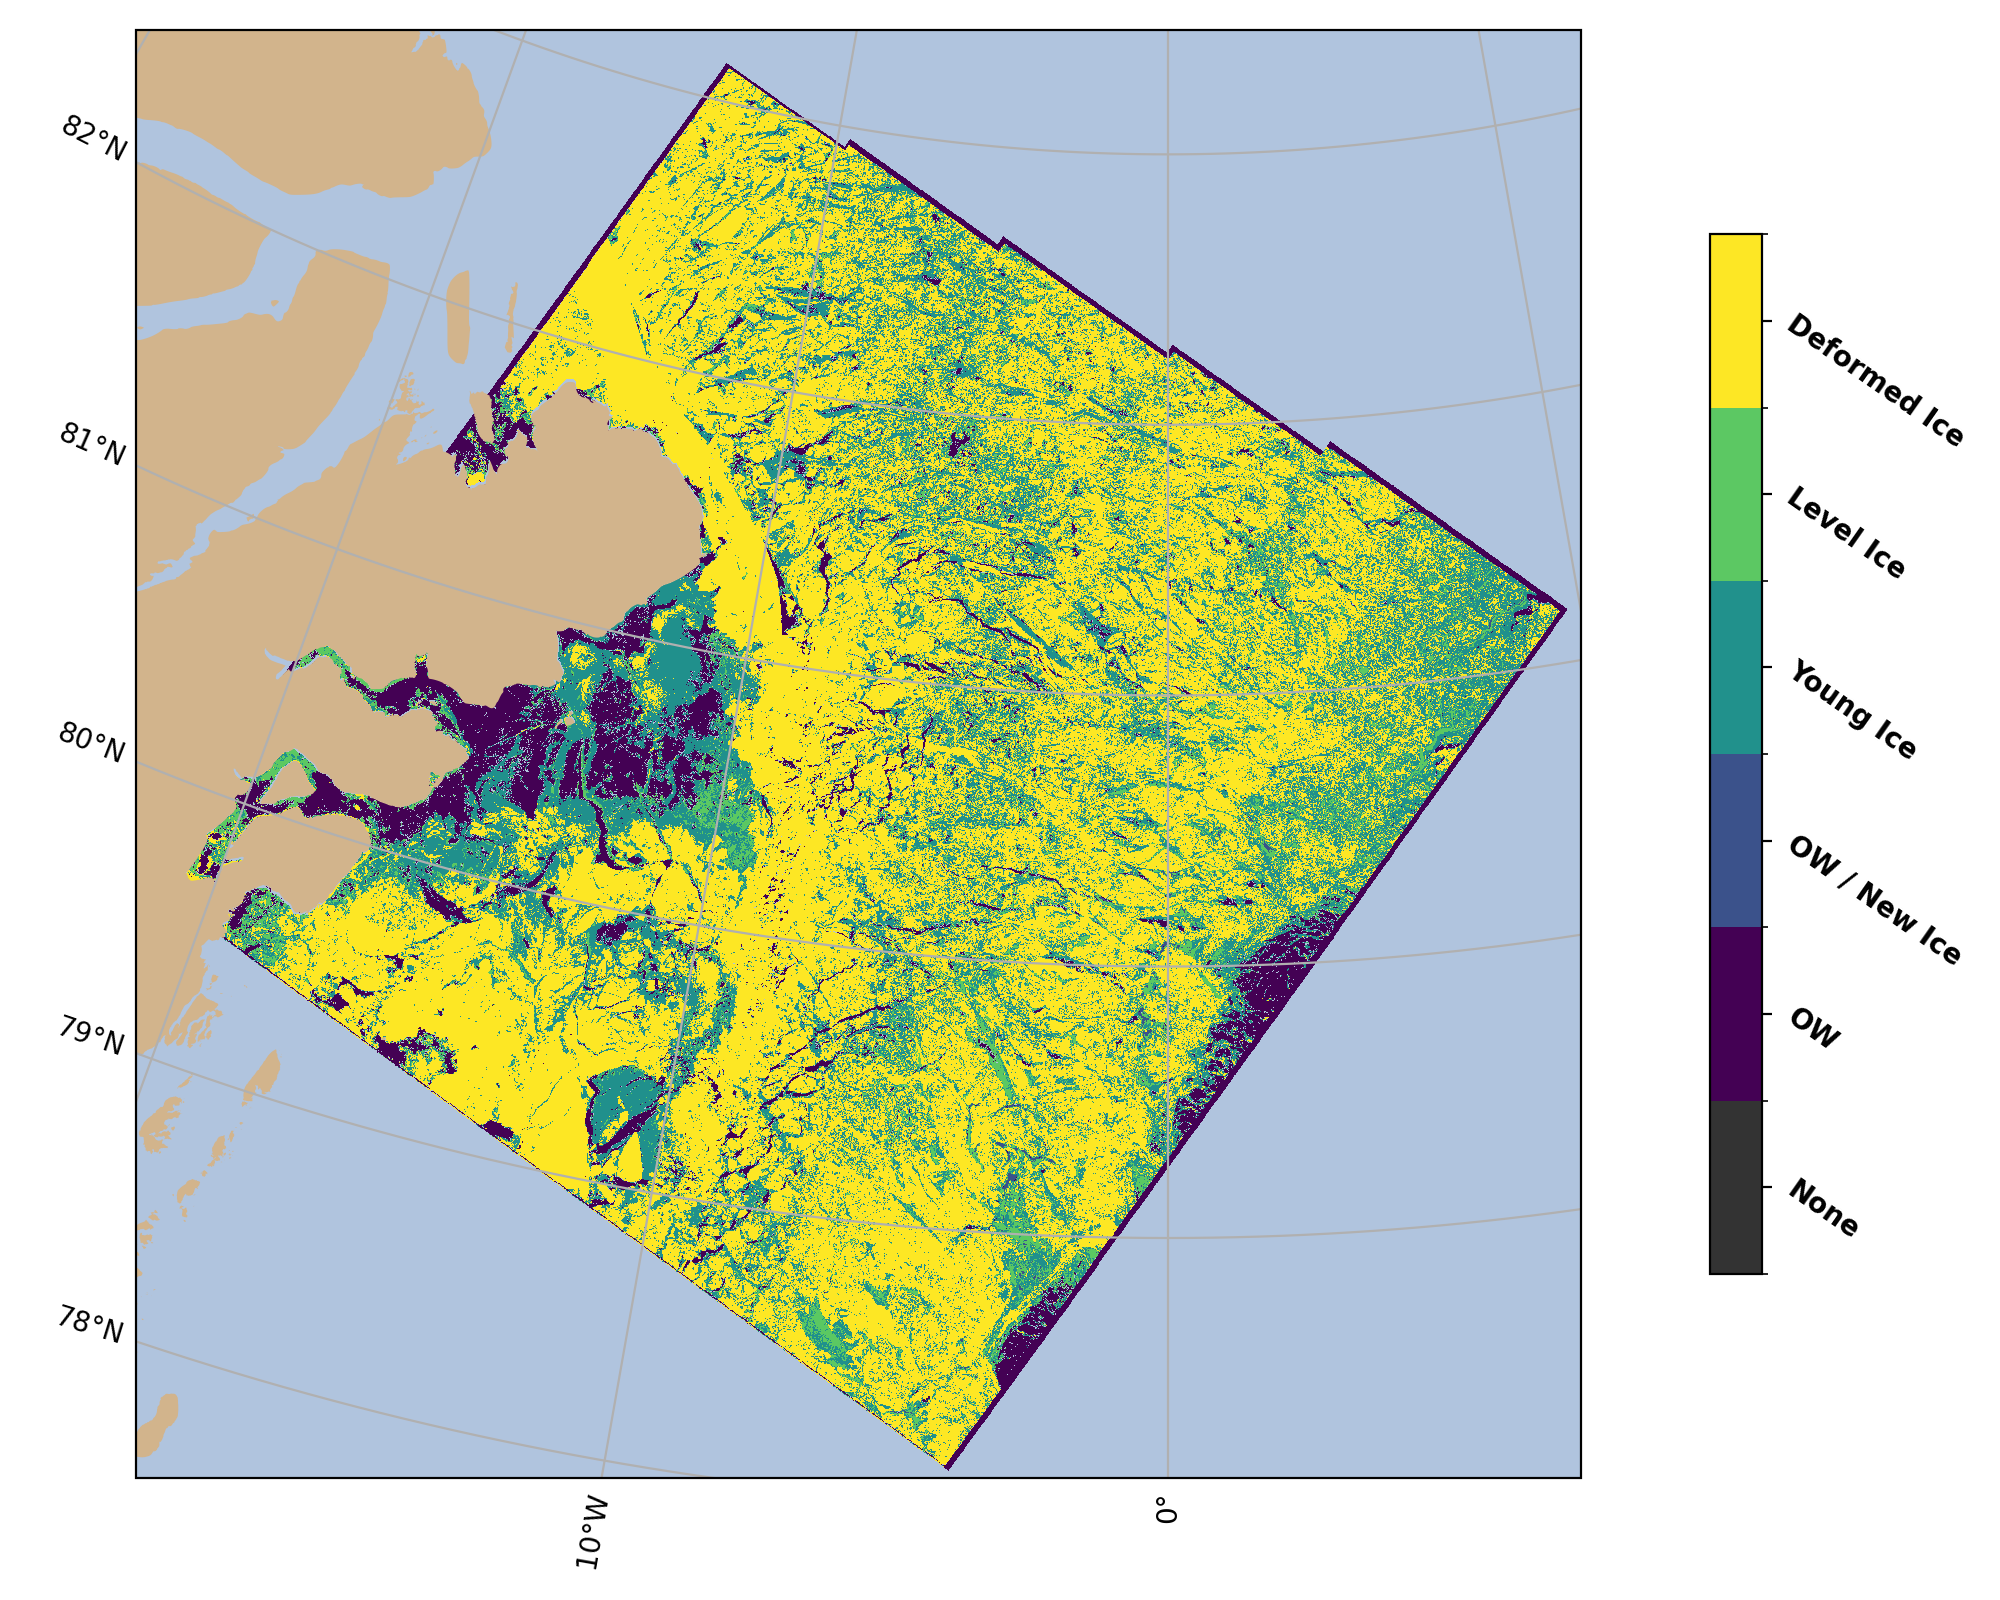 82°N
81°N
80°N
79°N
78°N
10°W
0°
Deformed Ice
Level Ice
Young Ice
OW / New Ice
OW
None